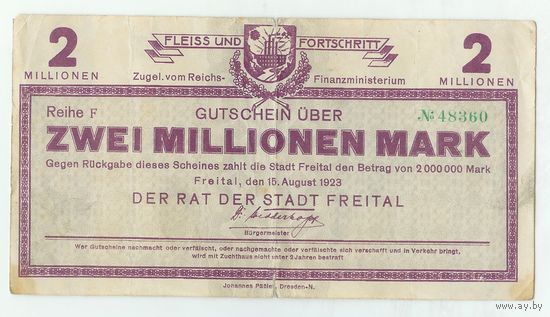 2 FLEISS UND FORTSCHRITT 2
MILLIONEN Zugel. vom Reichs- Finanzministerium MILLIONEN
Reihe F GUTSCHEIN ÜBER № 48360
ZWEI MILLIONEN MARK
Gegen Rückgabe dieses Scheines zahlt die Stadt Freital den Betrag von 2 000 000 Mark
Freital, den 15. August 1923
DER RAT DER STADT FREITAL
Bürgermeister
Wer Gutscheine nachmacht oder verfälscht, oder nachgemachte oder verfälschte sich verschafft und in Verkehr bringt,
wird mit Zuchthaus nicht unter 2 Jahren bestraft
Johannes Päßler, Dresden-N.
www.ay.by